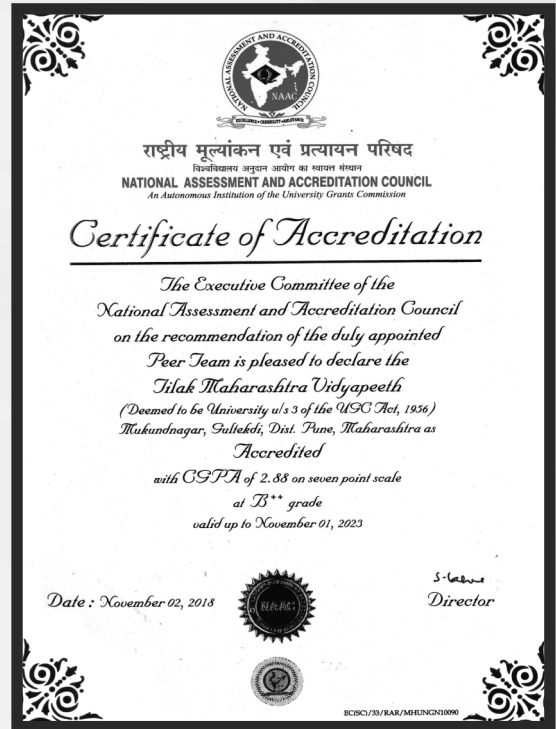 NATIONAL ASSESSMENT AND ACCREDITATION COUNCIL
NAAC
EXCELLENCE • CREDIBILITY • RELEVANCE
राष्ट्रीय मूल्यांकन एवं प्रत्यायन परिषद
विश्वविद्यालय अनुदान आयोग का स्वायत्त संस्थान
NATIONAL ASSESSMENT AND ACCREDITATION COUNCIL
An Autonomous Institution of the University Grants Commission
Certificate of Accreditation
The Executive Committee of the
National Assessment and Accreditation Council
on the recommendation of the duly appointed
Peer Team is pleased to declare the
Tilak Maharashtra Vidyapeeth
(Deemed to be University u/s 3 of the UGC Act, 1956)
Mukundnagar, Gultekdi, Dist. Pune, Maharashtra as
Accredited
with CGPA of 2.88 on seven point scale
at B++ grade
valid up to November 01, 2023
Date : November 02, 2018
Director
EC(SC)/33/RAR/MHUNGN10090